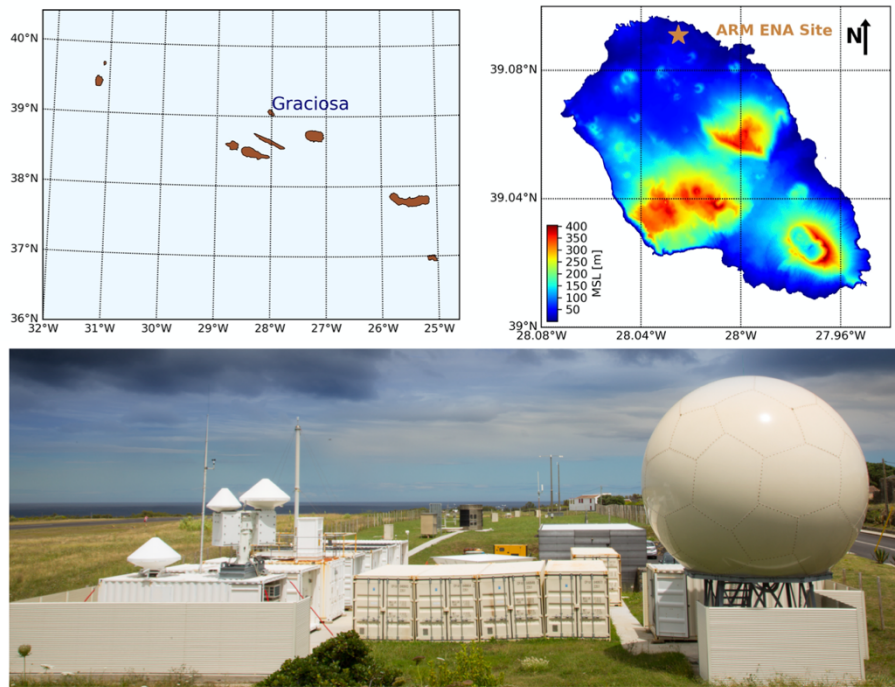 40°N
39°N
38°N
37°N
36°N
32°W 31°W 30°W 29°W 28°W 27°W 26°W 25°W
Graciosa
ARM ENA Site
N
39.08°N
39.04°N
39°N
28.08°W 28.04°W 28°W 27.96°W
400
350
300
250
200
150
100
50
MSL [m]